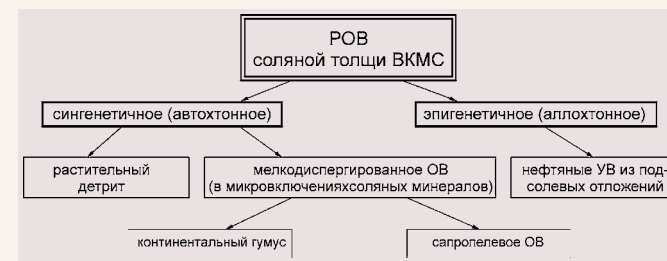 РОВ
соляной толщи ВКМС
сингенетичное (автохтонное)
эпигенетичное (аллохтонное)
растительный
детрит
мелкодиспергированное ОВ
(в микровключенияхсоляных минералов)
нефтяные УВ из под-
солевых отложений
континентальный гумус
сапропелевое ОВ